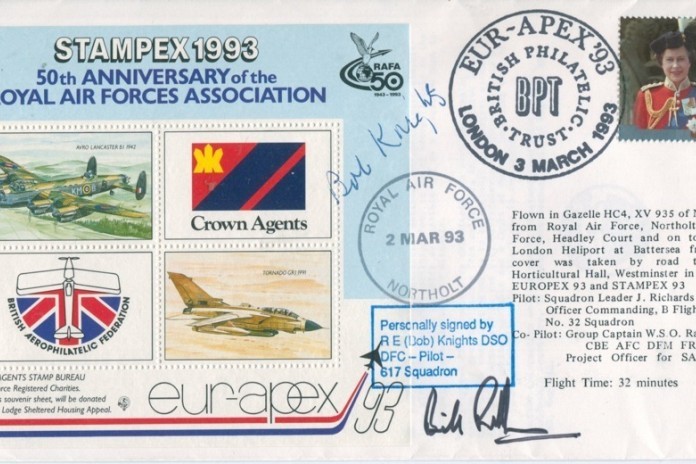 STAMPEX 1993
50th ANNIVERSARY of the
ROYAL AIR FORCES ASSOCIATION
RAFA
50
1943-1993
AVRO LANCASTER B1 1942
KM B
Crown Agents
BRITISH AEROPHILATELIC FEDERATION
TORNADO GR1 1991
AGENTS STAMP BUREAU
Force Registered Charities.
souvenir sheet, will be donated
Lodge Sheltered Housing Appeal.
eur-apex 93
Bob Knights
EUR-APEX '93
BRITISH PHILATELIC
BPT
TRUST
LONDON 3 MARCH 1993
ROYAL AIR FORCE
2 MAR 93
NORTHOLT
Personally signed by
R E (Bob) Knights DSO
DFC - Pilot -
617 Squadron
Flown in Gazelle HC4, XV 935 of
from Royal Air Force, Northolt
Force, Headley Court and on to
London Heliport at Battersea
cover was taken by road
Horticultural Hall, Westminster in
EUROPEX 93 and STAMPEX 93
Pilot: Squadron Leader J. Richards
Officer Commanding, B Flight
No. 32 Squadron
Co-Pilot: Group Captain W.S.O.
CBE AFC DFM
Project Officer for
Flight Time: 32 minutes